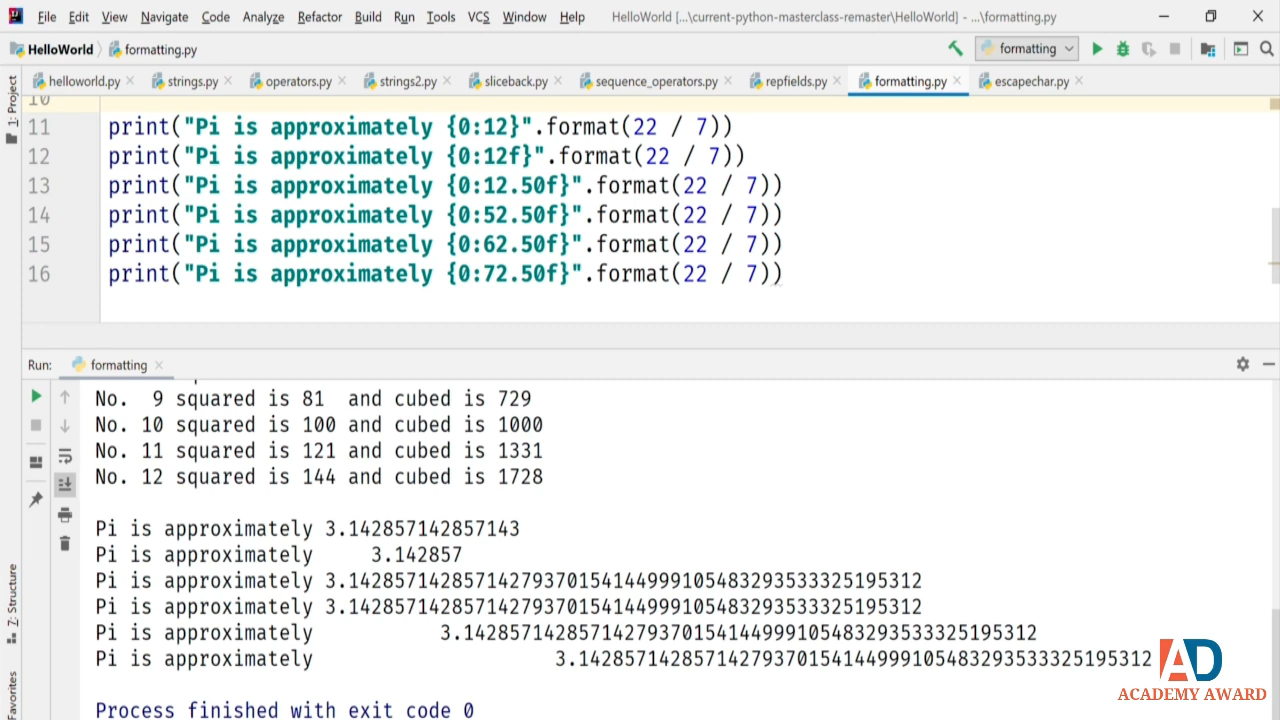 File Edit View Navigate Code Analyze Refactor Build Run Tools VCS Window Help HelloWorld [...\current-python-masterclass-remaster\HelloWorld] - ...\formatting.py
HelloWorld formatting.py formatting
helloworld.py strings.py operators.py strings2.py sliceback.py sequence_operators.py repfields.py formatting.py escapechar.py
1: Project
10
11 print("Pi is approximately {0:12}".format(22 / 7))
12 print("Pi is approximately {0:12f}".format(22 / 7))
13 print("Pi is approximately {0:12.50f}".format(22 / 7))
14 print("Pi is approximately {0:52.50f}".format(22 / 7))
15 print("Pi is approximately {0:62.50f}".format(22 / 7))
16 print("Pi is approximately {0:72.50f}".format(22 / 7))
Run: formatting
No.  9 squared is 81  and cubed is 729
No. 10 squared is 100 and cubed is 1000
No. 11 squared is 121 and cubed is 1331
No. 12 squared is 144 and cubed is 1728
Pi is approximately 3.142857142857143
Pi is approximately     3.142857
Pi is approximately 3.14285714285714279370154144999105483293533325195312
Pi is approximately 3.14285714285714279370154144999105483293533325195312
Pi is approximately           3.14285714285714279370154144999105483293533325195312
Pi is approximately                     3.14285714285714279370154144999105483293533325195312
Process finished with exit code 0
Z: Structure
Favorites
AD
ACADEMY AWARD